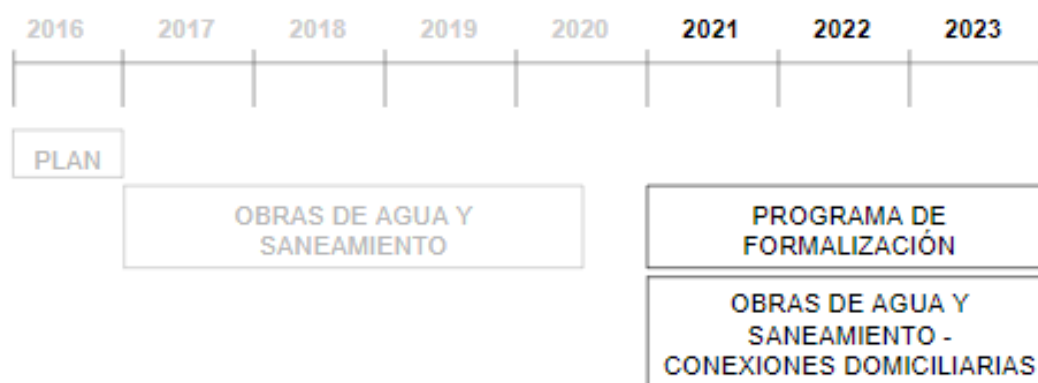 2016 2017 2018 2019 2020 2021 2022 2023
PLAN
OBRAS DE AGUA Y
SANEAMIENTO
PROGRAMA DE
FORMALIZACIÓN
OBRAS DE AGUA Y
SANEAMIENTO -
CONEXIONES DOMICILIARIAS